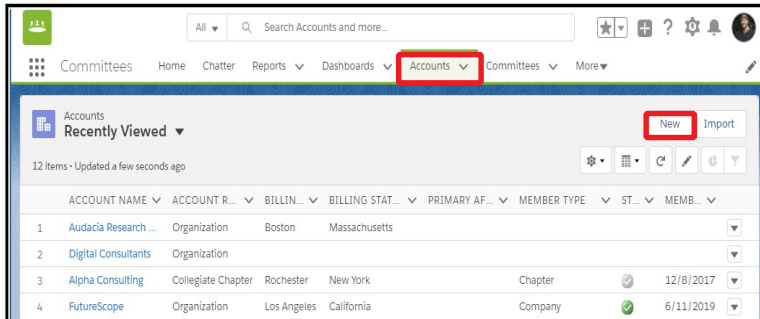 All
Search Accounts and more...
Committees Home Chatter Reports Dashboards Accounts Committees More
Accounts
Recently Viewed
New Import
12 items • Updated a few seconds ago
ACCOUNT NAME ACCOUNT R... BILLIN... BILLING STAT... PRIMARY AF... MEMBER TYPE ST... MEMB...
1 Audacia Research ... Organization Boston Massachusetts
2 Digital Consultants Organization
3 Alpha Consulting Collegiate Chapter Rochester New York Chapter 12/8/2017
4 FutureScope Organization Los Angeles California Company 6/11/2019